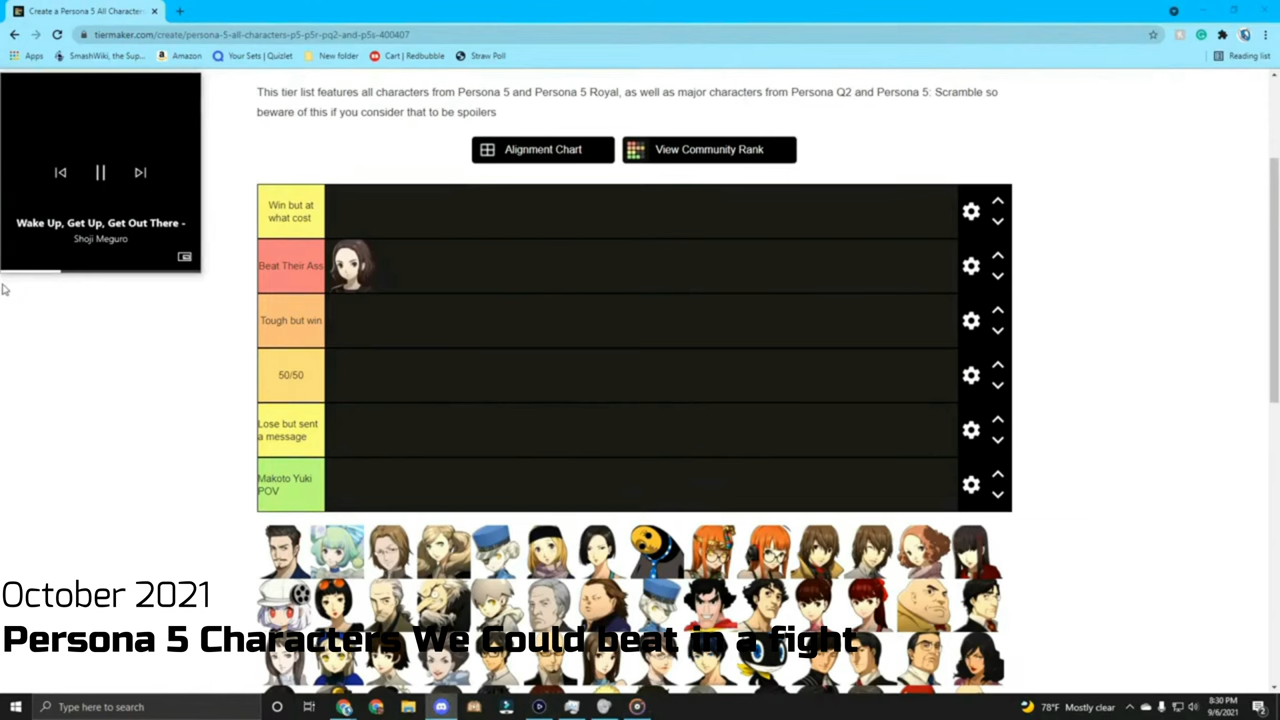 Create a Persona 5 All Character
tiermaker.com/create/persona-5-all-characters-p5-p5r-pq2-and-p5s-400407
Apps
SmashWiki, the Sup...
Amazon
Your Sets | Quizlet
New folder
Cart | Redbubble
Straw Poll
Reading list
This tier list features all characters from Persona 5 and Persona 5 Royal, as well as major characters from Persona Q2 and Persona 5: Scramble so
beware of this if you consider that to be spoilers
Alignment Chart
View Community Rank
Wake Up, Get Up, Get Out There -
Shoji Meguro
Win but at
what cost
Beat Their Ass
Tough but win
50/50
Lose but sent
a message
Makoto Yuki
POV
October 2021
Persona 5 Characters We Could beat in a fight
Type here to search
78°F Mostly clear
8:30 PM
9/6/2021
2